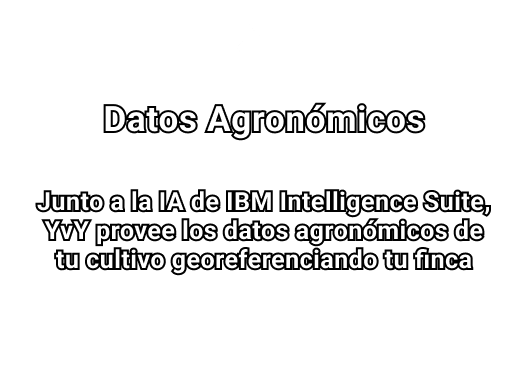 Datos Agronómicos
Junto a la IA de IBM Intelligence Suite,
YvY provee los datos agronómicos de
tu cultivo georeferenciando tu finca